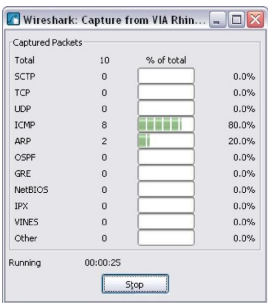 Wireshark: Capture from VIA Rhin...
Captured Packets
Total 10 % of total
SCTP 0 0.0%
TCP 0 0.0%
UDP 0 0.0%
ICMP 8 80.0%
ARP 2 20.0%
OSPF 0 0.0%
GRE 0 0.0%
NetBIOS 0 0.0%
IPX 0 0.0%
VINES 0 0.0%
Other 0 0.0%
Running 00:00:25
Stop